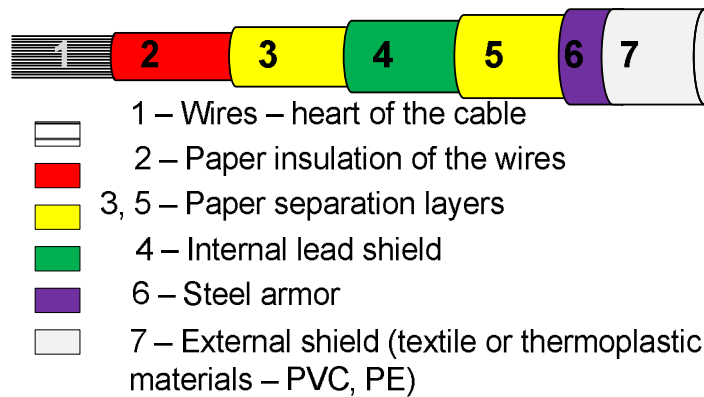 1 2 3 4 5 6 7
1 – Wires – heart of the cable
2 – Paper insulation of the wires
3, 5 – Paper separation layers
4 – Internal lead shield
6 – Steel armor
7 – External shield (textile or thermoplastic
materials – PVC, PE)